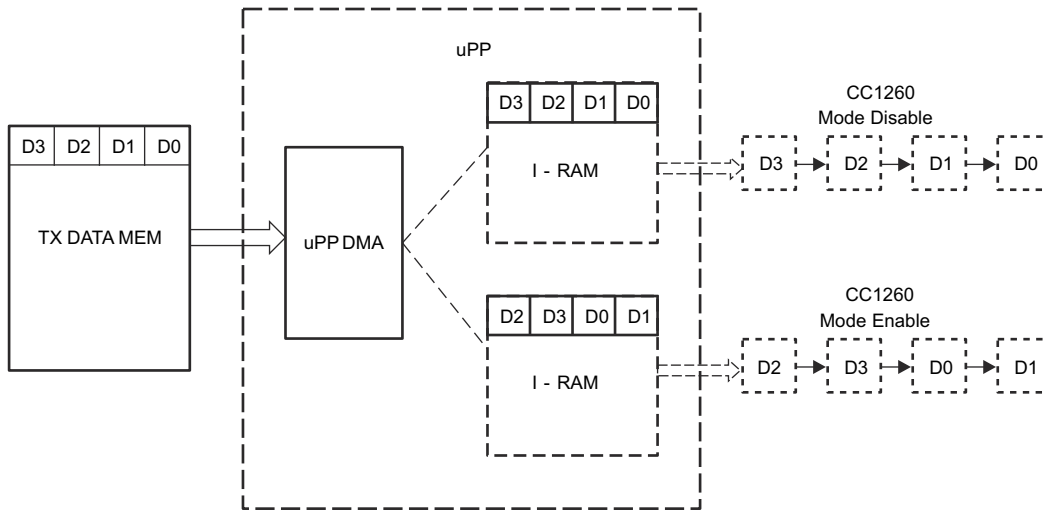 uPP
D3 D2 D1 D0
TX DATA MEM
uPP DMA
D3 D2 D1 D0
I - RAM
CC1260
Mode Disable
D3 D2 D1 D0
D2 D3 D0 D1
I - RAM
CC1260
Mode Enable
D2 D3 D0 D1